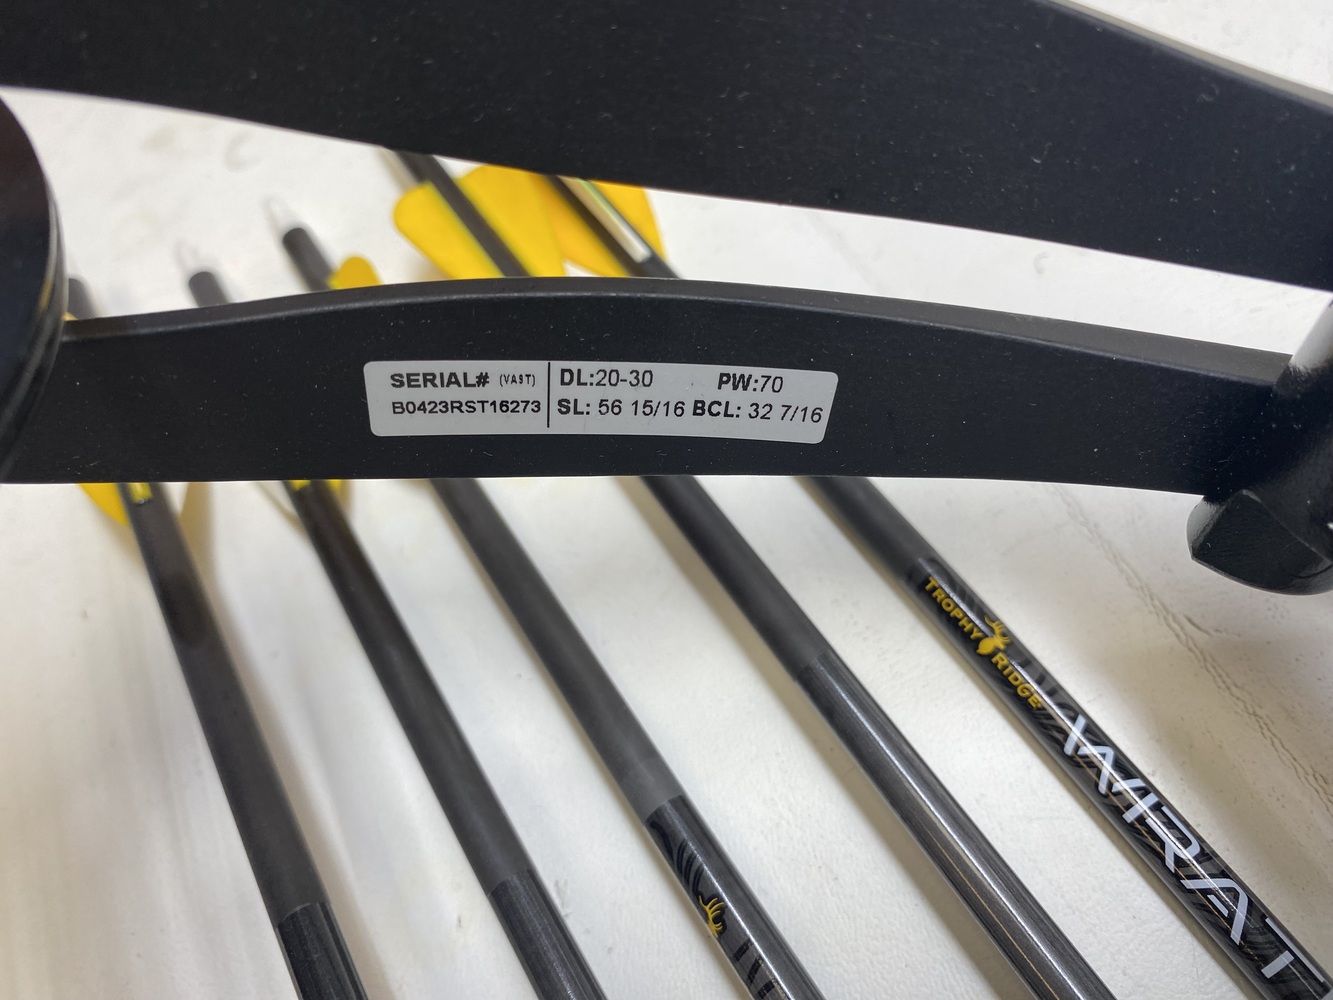 SERIAL# (VAST)
B0423RST16273
DL:20-30 PW:70
SL: 56 15/16 BCL: 32 7/16
TROPHY RIDGE
WRAT